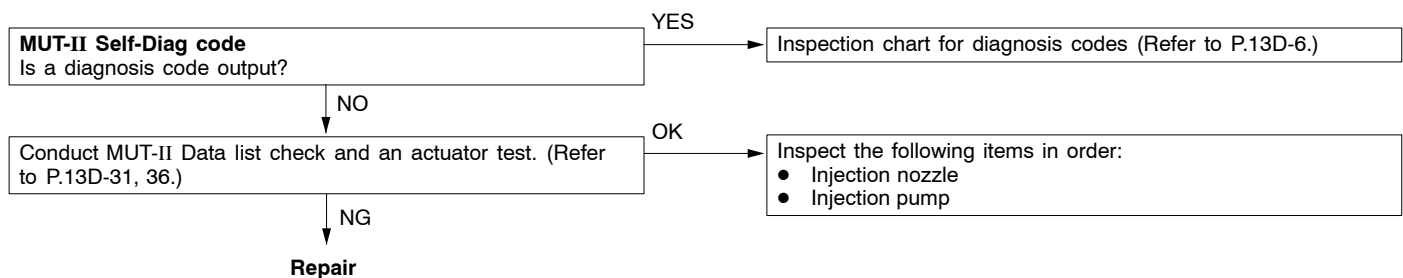 YES
MUT-II Self-Diag code
Is a diagnosis code output?
Inspection chart for diagnosis codes (Refer to P.13D-6.)
NO
OK
Conduct MUT-II Data list check and an actuator test. (Refer
to P.13D-31, 36.)
Inspect the following items in order:
● Injection nozzle
● Injection pump
NG
Repair